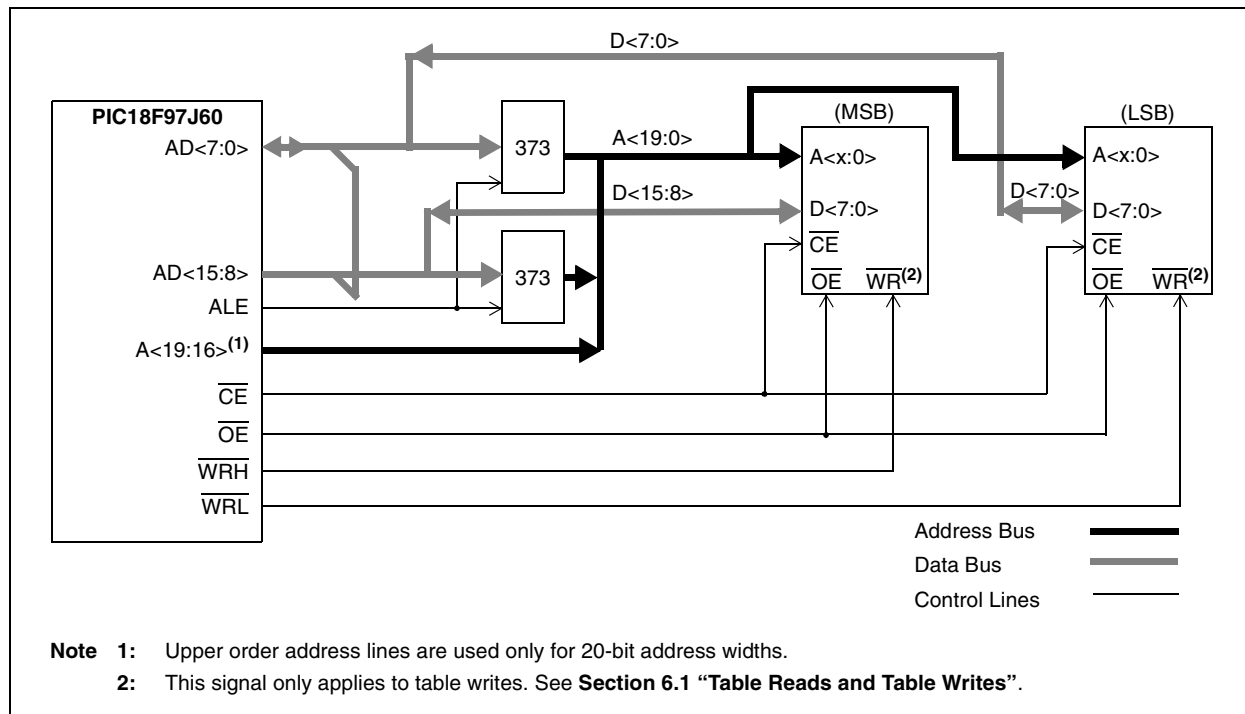 D<7:0>
PIC18F97J60
AD<7:0>
373
A<19:0>
(MSB)
A<x:0>
D<7:0>
CE
OE WR(2)
(LSB)
A<x:0>
D<7:0>
D<7:0>
CE
OE WR(2)
D<15:8>
AD<15:8>
373
ALE
A<19:16>(1)
CE
OE
WRH
WRL
Address Bus
Data Bus
Control Lines
Note 1: Upper order address lines are used only for 20-bit address widths.
2: This signal only applies to table writes. See Section 6.1 “Table Reads and Table Writes”.